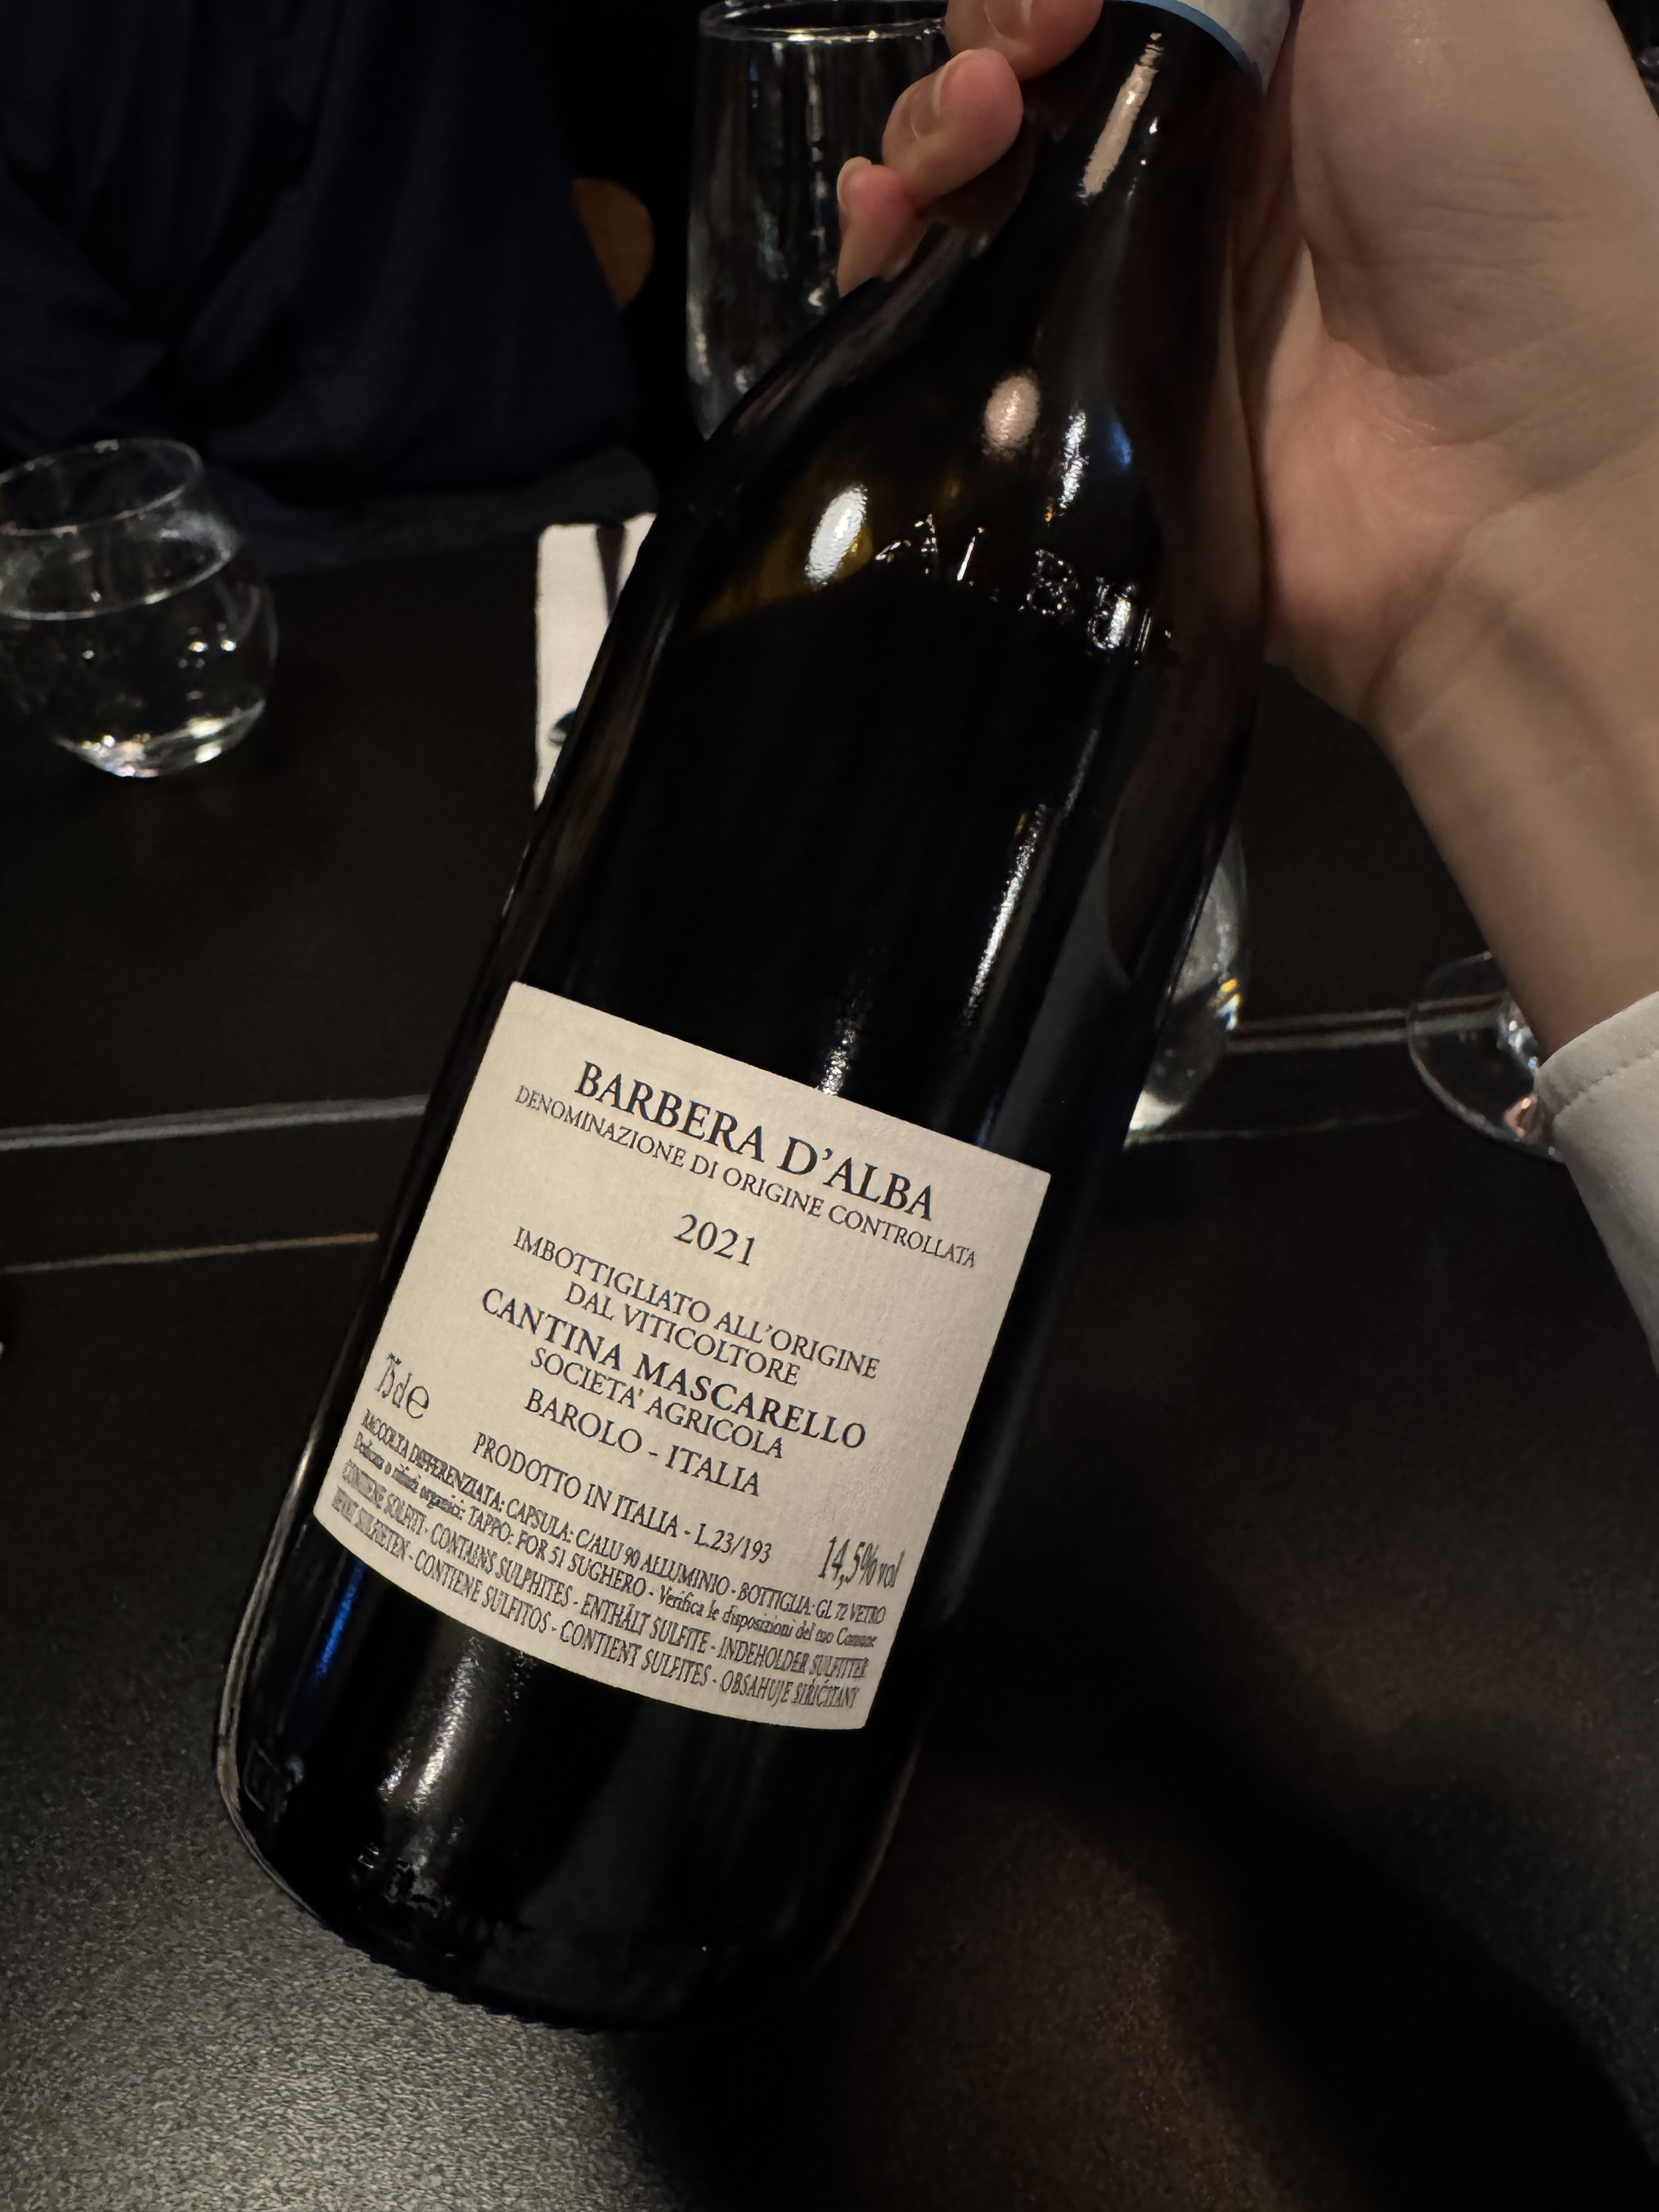 BARBERA D'ALBA
DENOMINAZIONE DI ORIGINE CONTROLLATA
2021
IMBOTTIGLIATO ALL'ORIGINE
DAL VITICOLTORE
CANTINA MASCARELLO
SOCIETA' AGRICOLA
BAROLO - ITALIA
75cl e
PRODOTTO IN ITALIA - L.23/193
14,5% vol
RACCOLTA DIFFERENZIATA: CAPSULA: C/ALU 90 ALLUMINIO - BOTTIGLIA: GL 72 VETRO
organici: TAPPO: FOR 51 SUGHERO - Verifica le disposizioni del tuo Comune
CONTIENE SOLFITI - CONTAINS SULPHITES - ENTHÄLT SULFITE - INDEHOLDER SULFITTER
SULFIETEN - CONTIENE SULFITOS - CONTIENT SULFITES - OBSAHUJE SIŘIČITANY